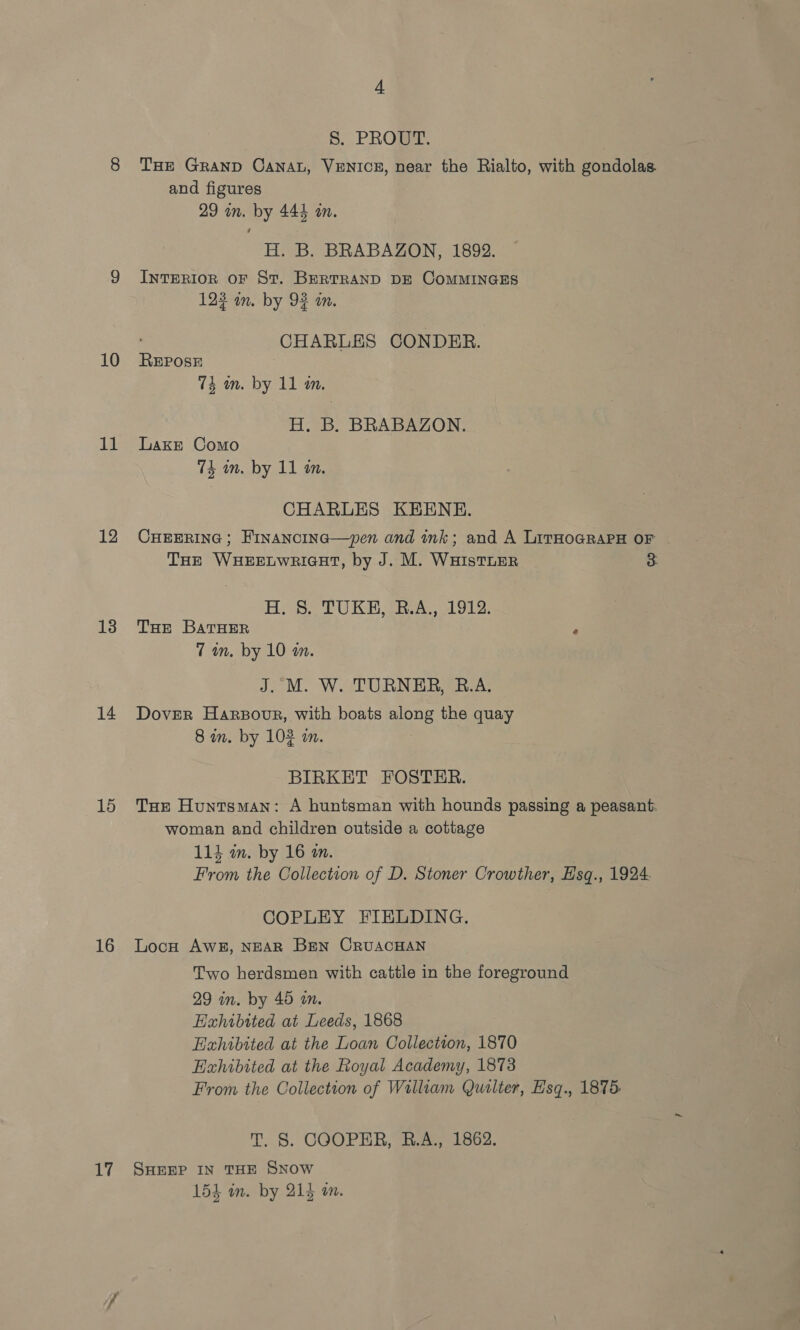 4
S. PROUT.
8 THE GRAND CANAL, VENICE, near the Rialto, with gondolas
and figures
29 in. by 44½ in.
H. B. BRABAZON, 1892.
9 INTERIOR OF ST. BERTRAND DE COMMINGES
12¾ in. by 9¾ in.
CHARLES CONDER.
10 REPOSE
7½ in. by 11 in.
H. B. BRABAZON.
11 LAKE COMO
7½ in. by 11 in.
CHARLES KEENE.
12 CHEERING; FINANCING—pen and ink; and A LITHOGRAPH OF
THE WHEELWRIGHT, by J. M. WHISTLER 3
H. S. TUKE, R.A., 1912.
13 THE BATHER
7 in. by 10 in.
J. M. W. TURNER, R.A.
14 DOVER HARBOUR, with boats along the quay
8 in. by 10¾ in.
BIRKET FOSTER.
15 THE HUNTSMAN: A huntsman with hounds passing a peasant
woman and children outside a cottage
11½ in. by 16 in.
From the Collection of D. Stoner Crowther, Esq., 1924
COPLEY FIELDING.
16 LOCH AWE, NEAR BEN CRUACHAN
Two herdsmen with cattle in the foreground
29 in. by 45 in.
Exhibited at Leeds, 1868
Exhibited at the Loan Collection, 1870
Exhibited at the Royal Academy, 1873
From the Collection of William Quilter, Esq., 1875
T. S. COOPER, R.A., 1862.
17 SHEEP IN THE SNOW
15½ in. by 21½ in.